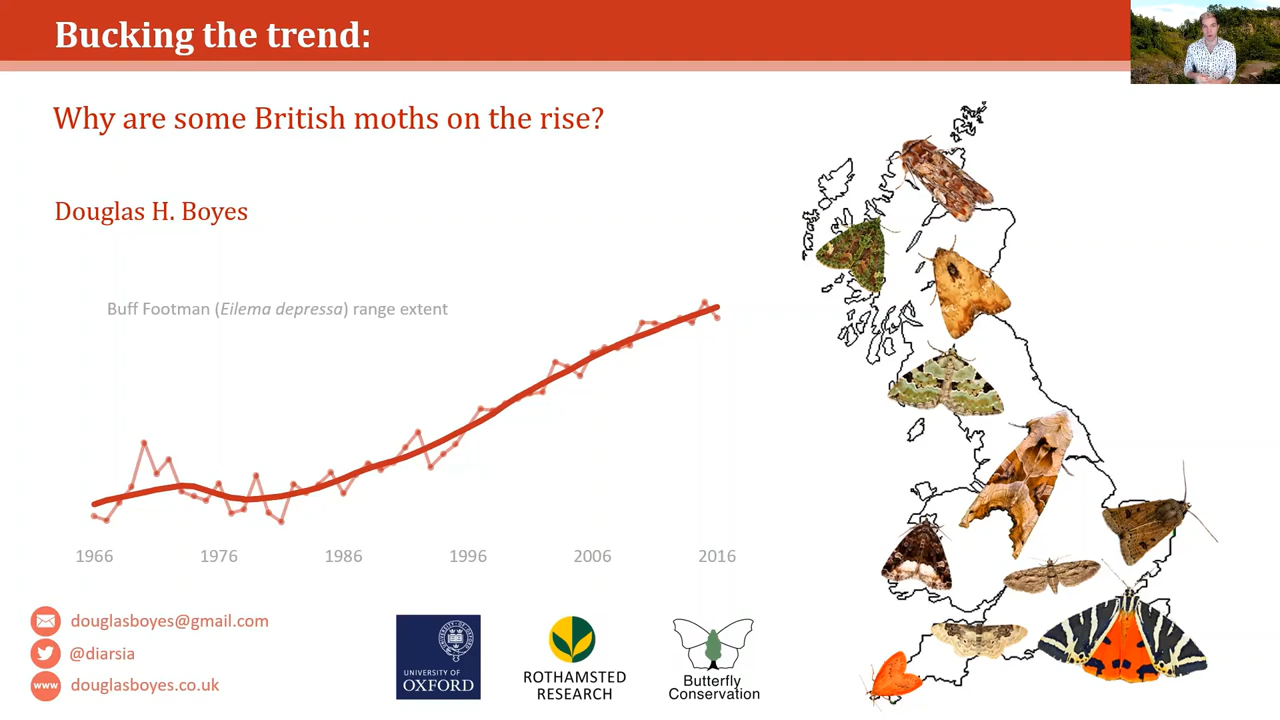 Bucking the trend:
Why are some British moths on the rise?
Douglas H. Boyes
Buff Footman (Eilema depressa) range extent
1966 1976 1986 1996 2006 2016
douglasboyes@gmail.com
@diarsia
www douglasboyes.co.uk
UNIVERSITY OF
OXFORD
ROTHAMSTED
RESEARCH
Butterfly
Conservation